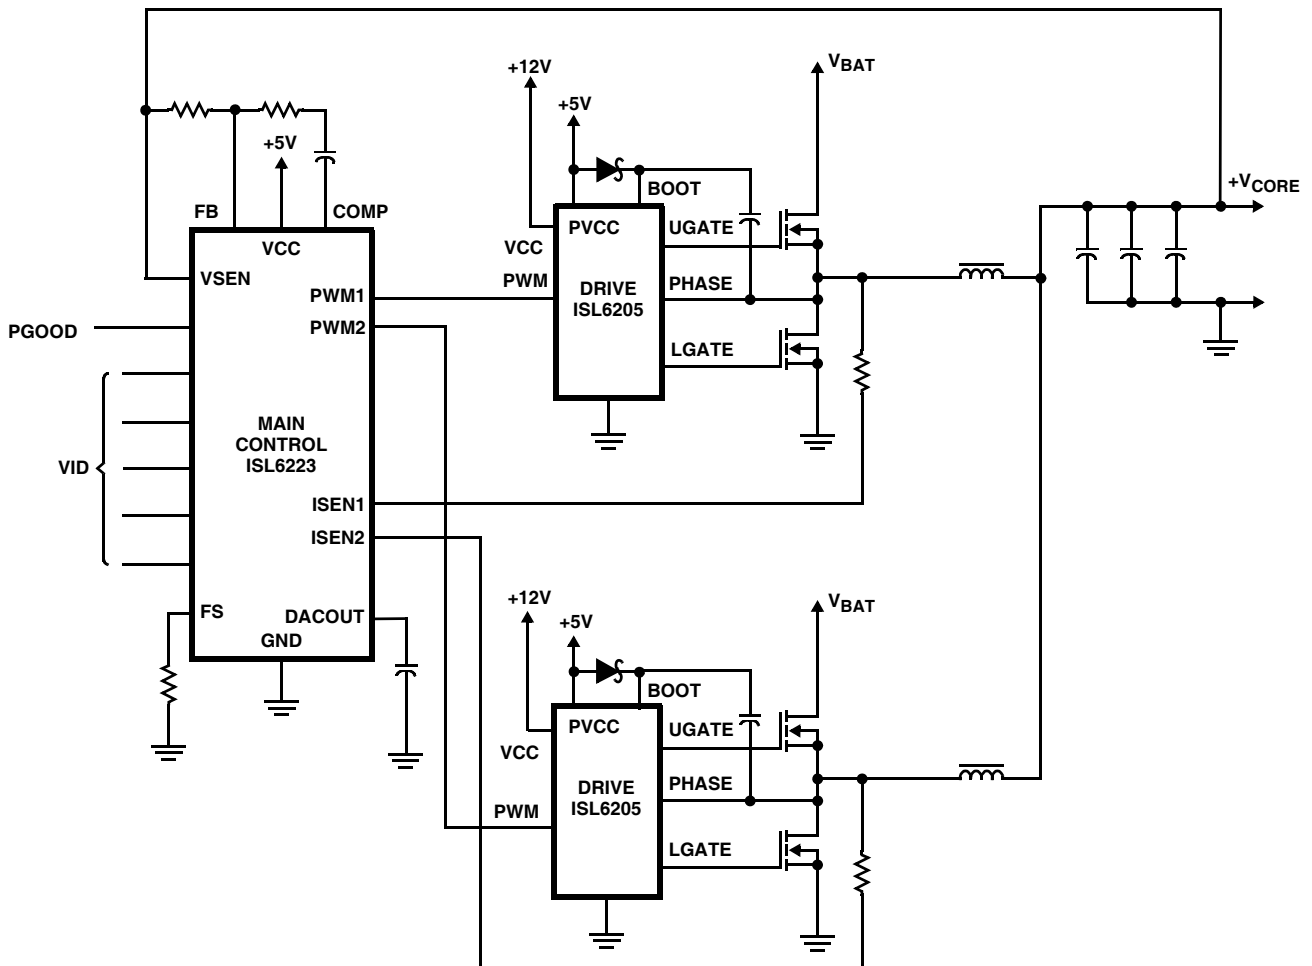 +12V
VBAT
+5V
+5V
BOOT
+VCORE
FB
COMP
VCC
PVCC
UGATE
VCC
VSEN
PWM
PHASE
PWM1
DRIVE
ISL6205
PGOOD
PWM2
LGATE
MAIN
CONTROL
ISL6223
VID
ISEN1
ISEN2
FS
DACOUT
GND
+12V
VBAT
+5V
BOOT
PVCC
UGATE
VCC
PHASE
DRIVE
ISL6205
PWM
LGATE